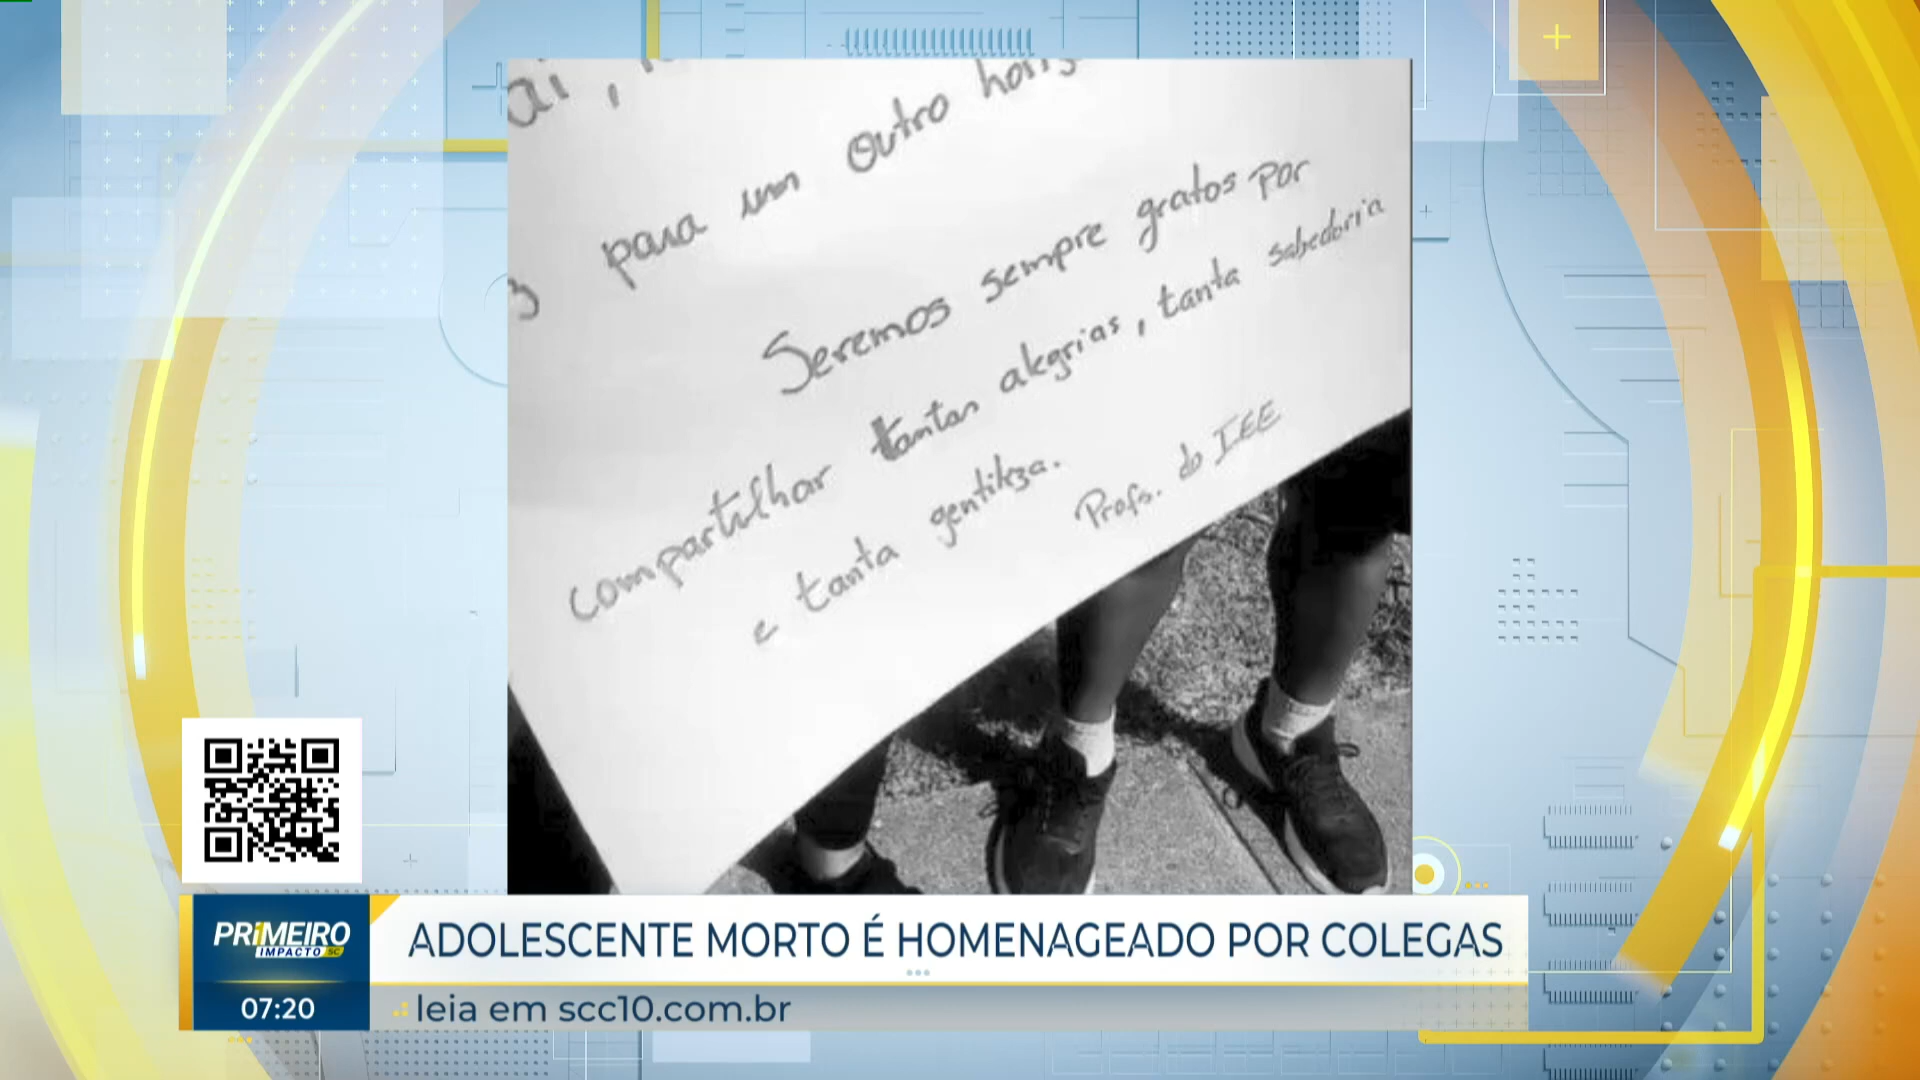 para um outro
Seremos sempre gratos por
compartilhar tantas alegrias, tanta sabedoria
e tanta gentileza.
Profs. do IEE
PRiMEIRO
IMPACTO SC
ADOLESCENTE MORTO É HOMENAGEADO POR COLEGAS
07:20
leia em scc10.com.br